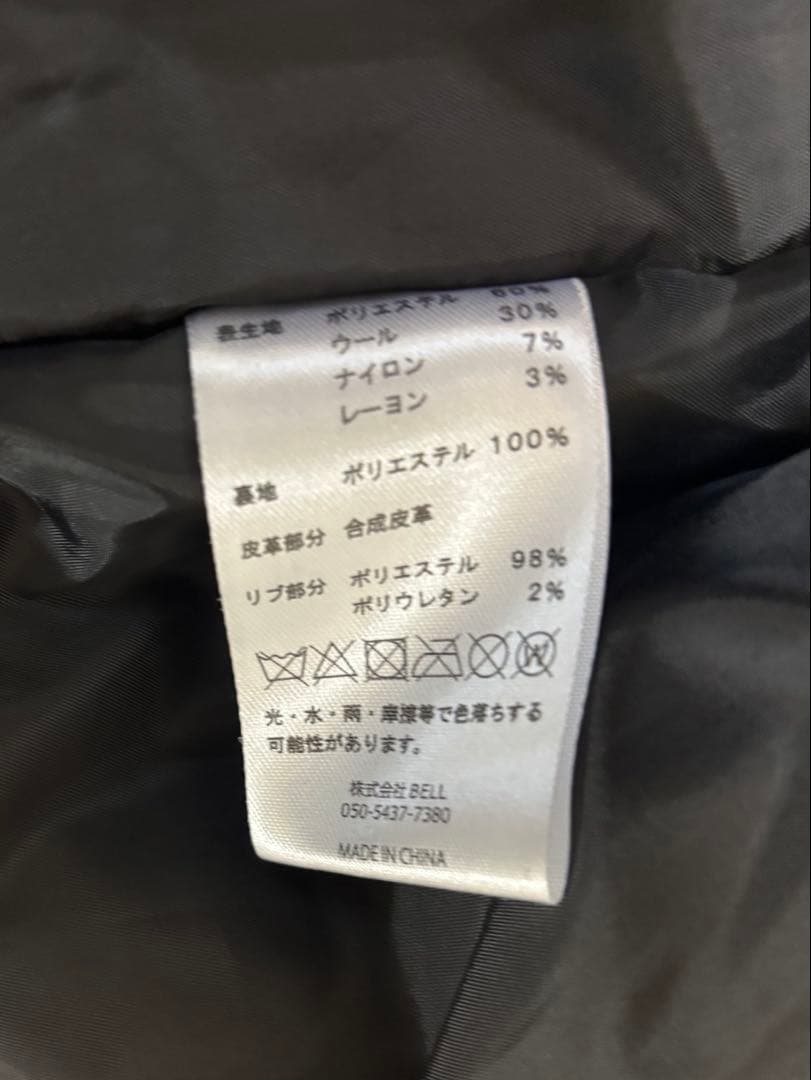 表生地 ポリエステル 60%
ウール 30%
ナイロン 7%
レーヨン 3%
裏地 ポリエステル 100%
皮革部分 合成皮革
リブ部分 ポリエステル 98%
ポリウレタン 2%
W
光・水・雨・摩擦等で色落ちする
可能性があります。
株式会社BELL
050-5437-7380
MADE IN CHINA